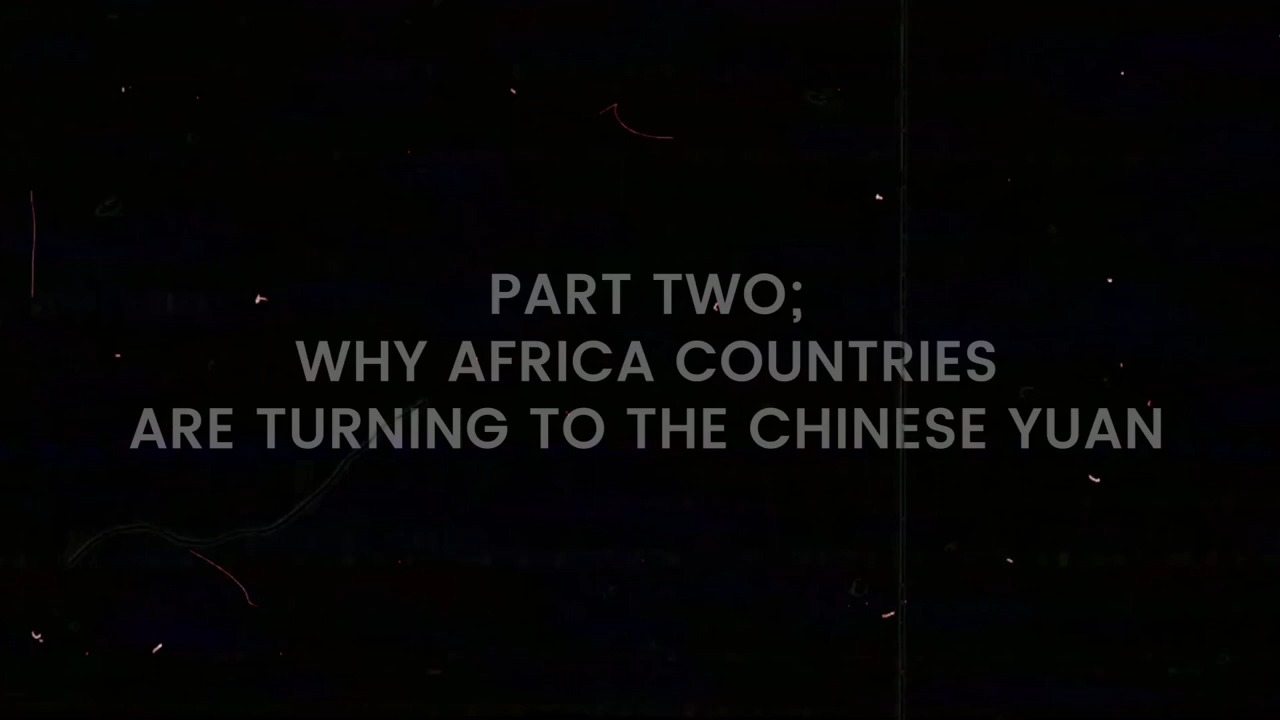 PART TWO;
WHY AFRICA COUNTRIES
ARE TURNING TO THE CHINESE YUAN